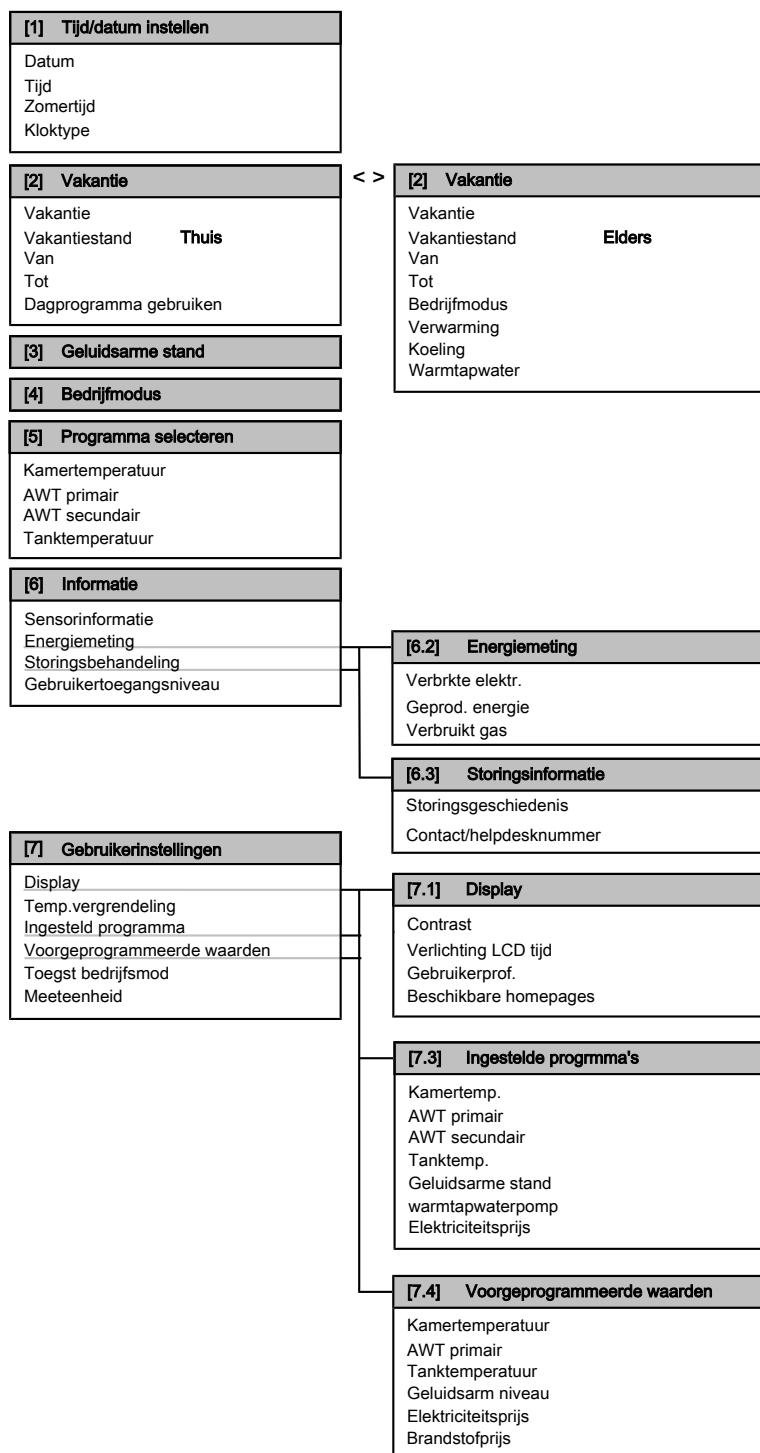 [1] Tijd/datum instellen
Datum
Tijd
Zomertijd
Kloktype
[2] Vakantie
Vakantie
Vakantiestand Thuis
Van
Tot
Dagprogramma gebruiken
< >
[2] Vakantie
Vakantie
Vakantiestand Elders
Van
Tot
Bedrijfmodus
Verwarming
Koeling
Warmtapwater
[3] Geluidsarme stand
[4] Bedrijfmodus
[5] Programma selecteren
Kamertemperatuur
AWT primair
AWT secundair
Tanktemperatuur
[6] Informatie
Sensorinformatie
Energiemeting
Storingsbehandeling
Gebruikertoegangsniveau
[6.2] Energiemeting
Verbrkte elektr.
Geprod. energie
Verbruikt gas
[6.3] Storingsinformatie
Storingsgeschiedenis
Contact/helpdesknummer
[7] Gebruikerinstellingen
Display
Temp.vergrendeling
Ingesteld programma
Voorgeprogrammeerde waarden
Toegst bedrijfsmod
Meeteenheid
[7.1] Display
Contrast
Verlichting LCD tijd
Gebruikerprof.
Beschikbare homepages
[7.3] Ingestelde progrmma's
Kamertemp.
AWT primair
AWT secundair
Tanktemp.
Geluidsarme stand
warmtapwaterpomp
Elektriciteitsprijs
[7.4] Voorgeprogrammeerde waarden
Kamertemperatuur
AWT primair
Tanktemperatuur
Geluidsarm niveau
Elektriciteitsprijs
Brandstofprijs